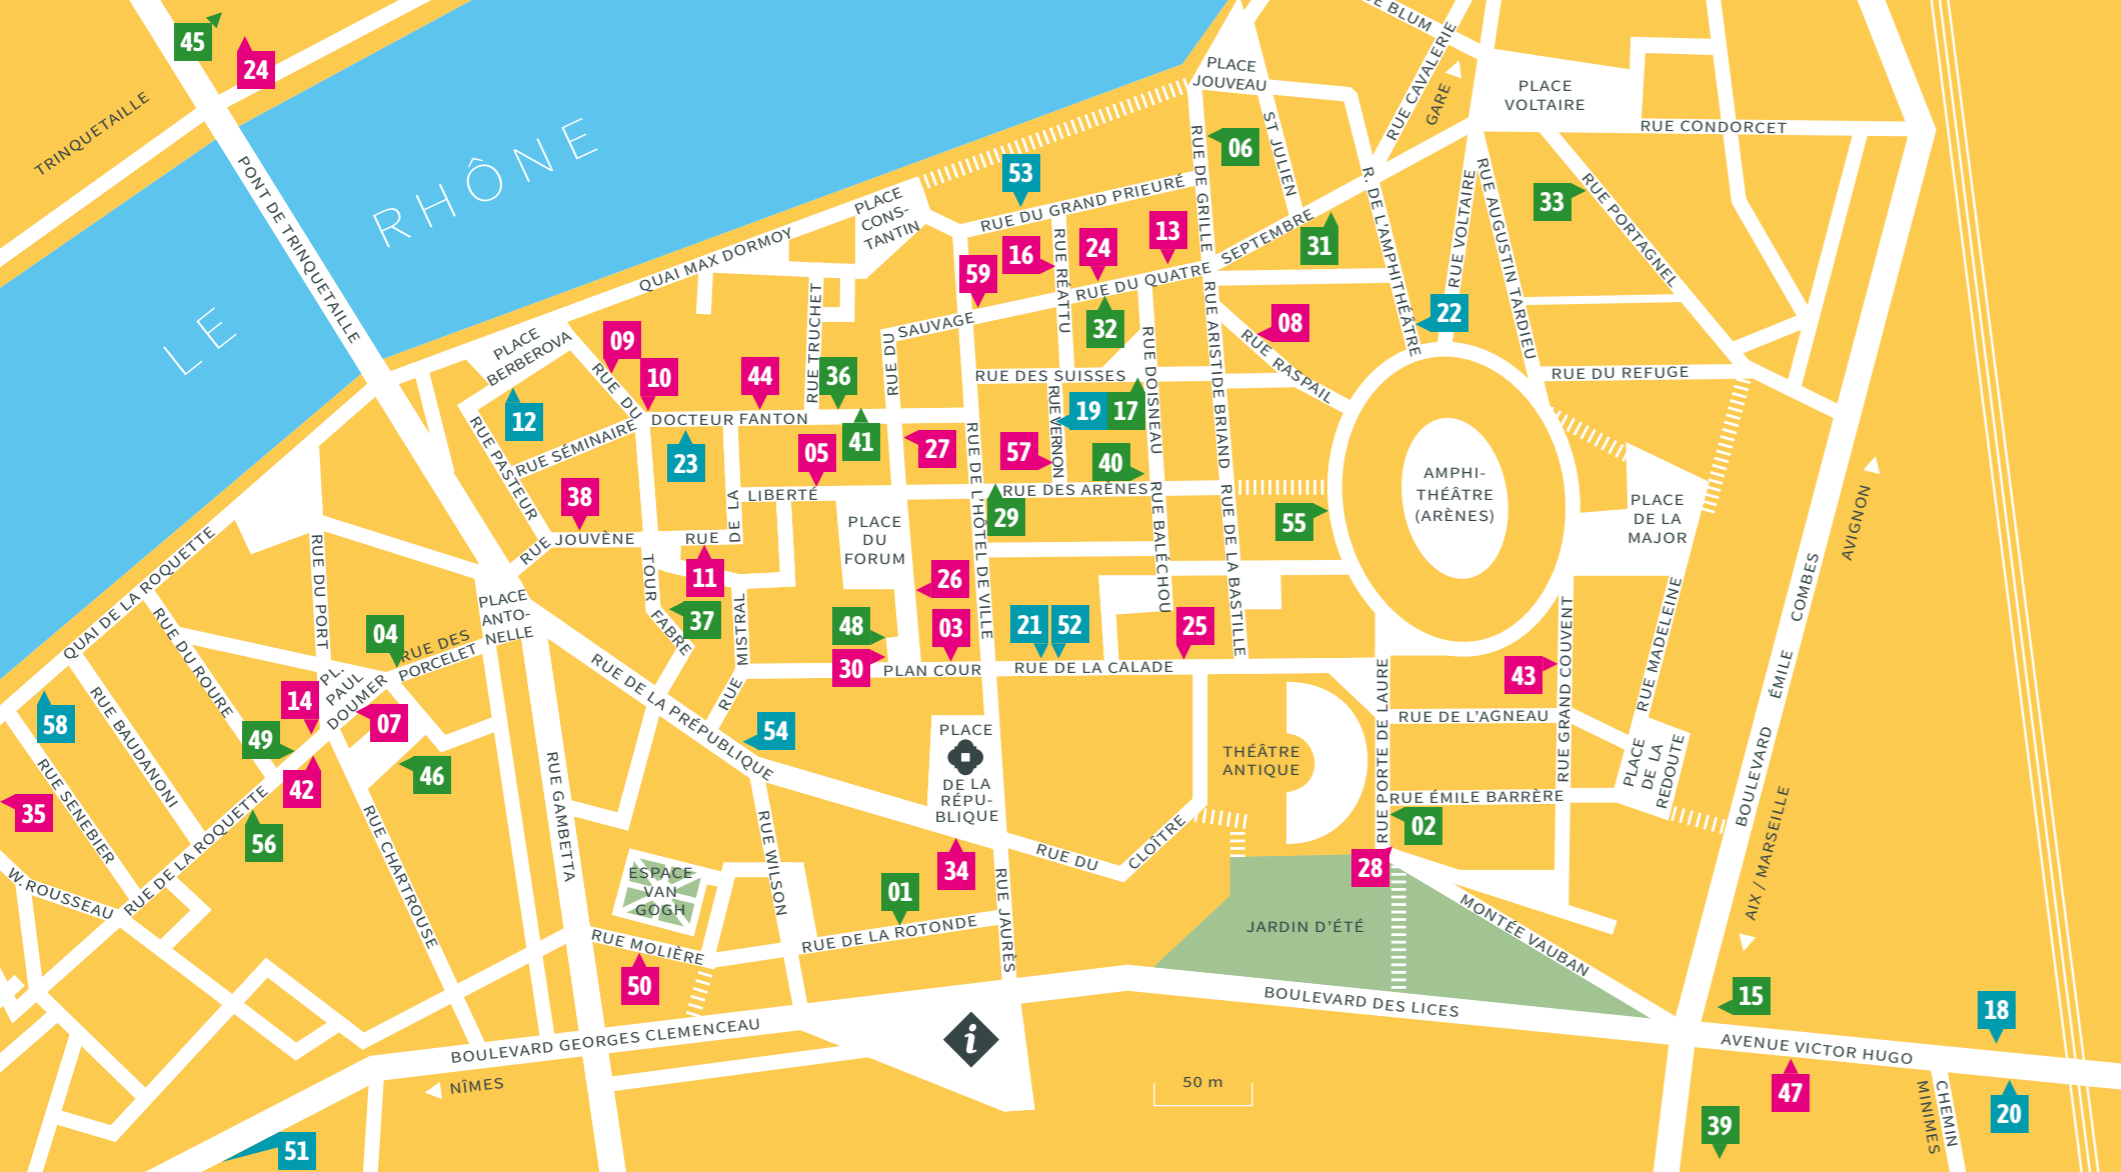 45
24
TRINQUETAILLE
LE
RHÔNE
PONT DE TRINQUETAILLE
QUAI MAX DORMOY
PLACE
CONS-
TANTIN
PLACE
JOUVEAU
E BLUM
RUE CAVALERIE
GARE
PLACE
VOLTAIRE
RUE CONDORCET
53
06
ST JULIEN
RUE DE GRILLE
RUE DU GRAND PRIEURÉ
R. DE L'AMPHTHÉÂTRE
RUE VOLTAIRE
RUE AUGUSTIN TARDIEU
33
RUE PORTAGNEL
59
16
RUE RÉATTU
24
13
RUE DU QUATRE SEPTEMBRE
31
32
08
22
RUE RASPAIL
RUE ARISTIDE BRIAND
RUE DU REFUGE
PLACE
BERBEROVA
12
09
10
44
36
RUE TRUCHET
RUE DU
SAUVAGE
RUE DU
DOCTEUR FANTON
RUE DES SUISSES
RUE VERNON
19
17
RUE DOISNEAU
RUE PASTEUR
RUE SÉMINAIRE
23
05
41
27
57
40
38
RUE
JOUVÈNE
RUE
DE LA
LIBERTÉ
RUE DE L'HÔTEL DE VILLE
RUE DES ARÈNES
29
55
RUE BALÉCHOU
RUE DE LA BASTILLE
AMPHI-
THÉÂTRE
(ARÈNES)
PLACE
DE LA
MAJOR
AVIGNON
PLACE
DU
FORUM
11
TOUR
FABRE
37
RUE
MISTRAL
26
48
03
30
PLAN COUR
21
52
25
RUE DE LA CALADE
43
RUE GRAND COUVENT
RUE MADELEINE
BOULEVARD ÉMILE COMBES
QUAI DE LA ROQUETTE
RUE DU PORT
RUE DU ROURE
04
RUE DES
PORCELET
PLACE
ANTO-
NELLE
RUE DE LA PRÉPUBLIQUE
58
RUE BAUDANONI
14
PL.
PAUL
DOUMER
07
49
42
46
35
RUE SENEBIER
56
RUE DE LA ROQUETTE
W.ROUSSEAU
RUE CHARTROUSE
RUE GAMBETTA
54
PLACE
DE LA
RÉPU-
BLIQUE
34
THÉÂTRE
ANTIQUE
RUE PORTE DE LAURE
RUE DE L'AGNEAU
RUE ÉMILE BARRÈRE
PLACE
DE LA
REDOUTE
02
28
RUE DU
CLOÎTRE
ESPACE
VAN
GOGH
RUE WILSON
01
RUE DE LA ROTONDE
RUE JAURÈS
RUE MOLIÈRE
50
JARDIN D'ÉTÉ
MONTÉE VAUBAN
AIX / MARSEILLE
BOULEVARD DES LICES
15
18
AVENUE VICTOR HUGO
47
20
39
CHEMIN
MINIMES
BOULEVARD GEORGES CLEMENCEAU
NÎMES
i
50 m
51